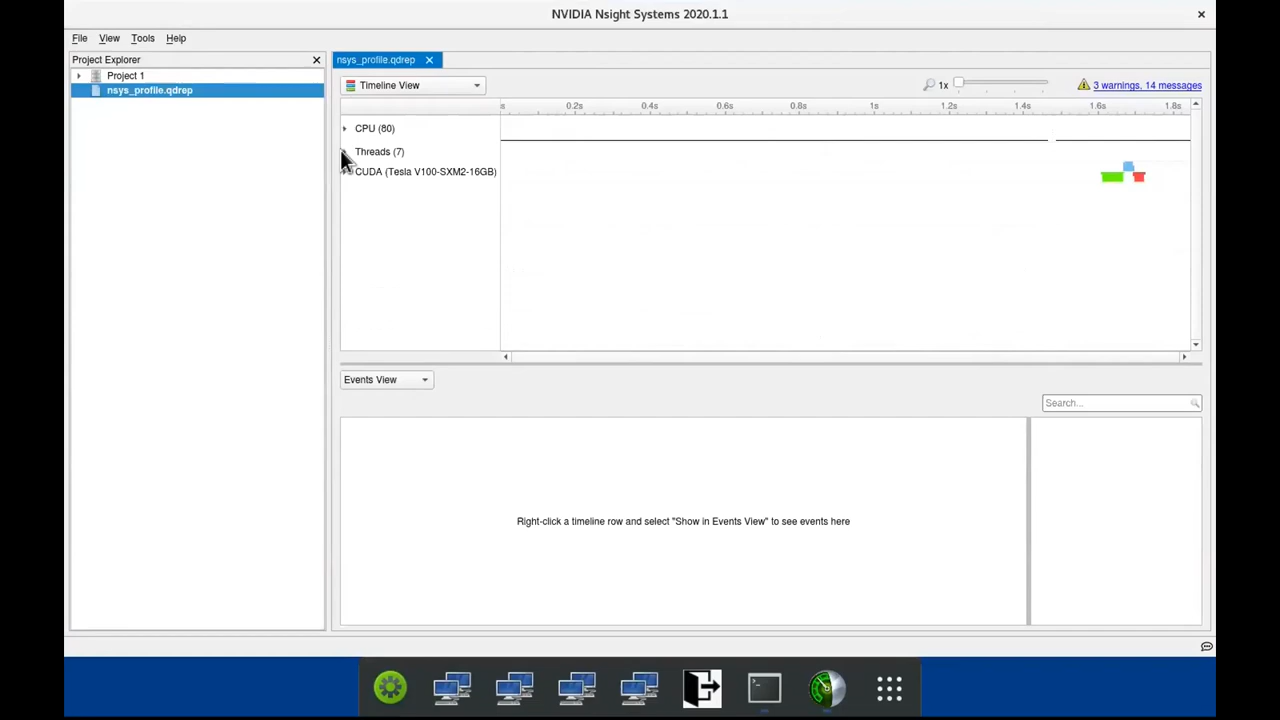 NVIDIA Nsight Systems 2020.1.1
File View Tools Help
Project Explorer
nsys_profile.qdrep
Project 1
nsys_profile.qdrep
Timeline View
1x
3 warnings, 14 messages
s 0.2s 0.4s 0.6s 0.8s 1s 1.2s 1.4s 1.6s 1.8s
CPU (80)
Threads (7)
CUDA (Tesla V100-SXM2-16GB)
Events View
Search...
Right-click a timeline row and select "Show in Events View" to see events here